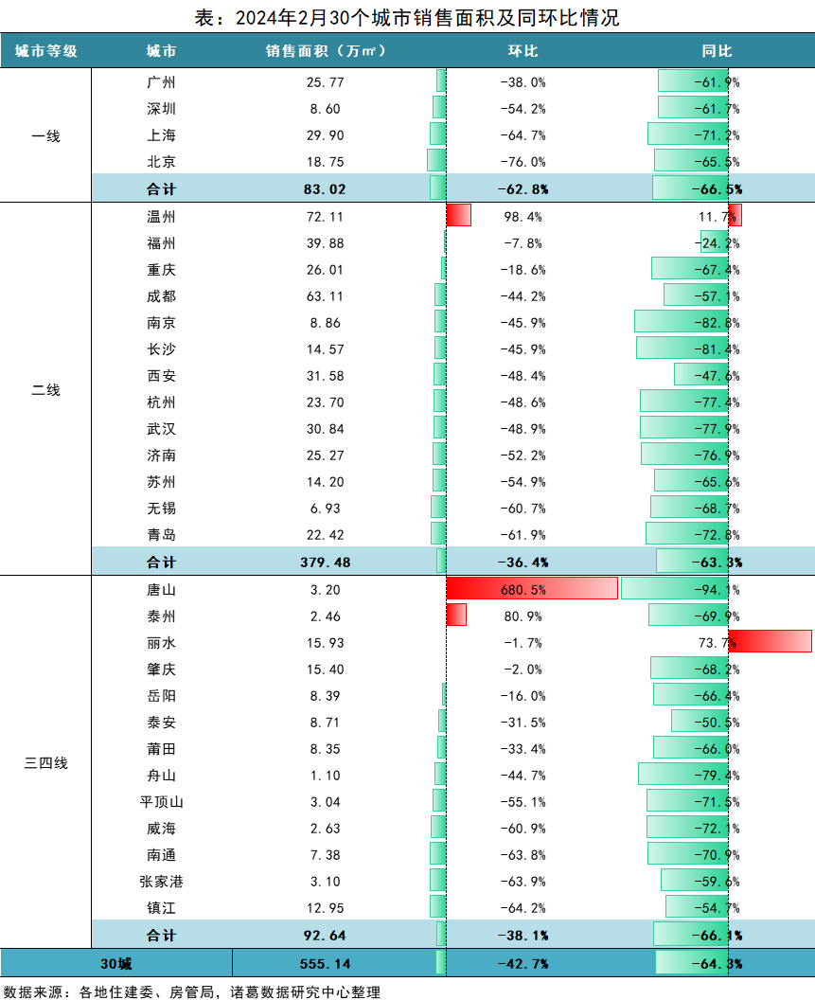 表：2024年2月30个城市销售面积及同环比情况
城市等级 城市 销售面积（万㎡） 环比 同比
广州 25.77 -38.0% -61.9%
深圳 8.60 -54.2% -61.7%
一线
上海 29.90 -64.7% -71.2%
北京 18.75 -76.0% -65.5%
合计 83.02 -62.8% -66.5%
温州 72.11 98.4% 11.7%
福州 39.88 -7.8% -24.2%
重庆 26.01 -18.6% -67.4%
成都 63.11 -44.2% -57.1%
南京 8.86 -45.9% -82.8%
长沙 14.57 -45.9% -81.4%
西安 31.58 -48.4% -47.6%
二线
杭州 23.70 -48.6% -77.4%
武汉 30.84 -48.9% -77.9%
济南 25.27 -52.2% -76.9%
苏州 14.20 -54.9% -65.6%
无锡 6.93 -60.7% -68.7%
青岛 22.42 -61.9% -72.8%
合计 379.48 -36.4% -63.3%
唐山 3.20 680.5% -94.1%
泰州 2.46 80.9% -69.9%
丽水 15.93 -1.7% 73.7%
肇庆 15.40 -2.0% -68.2%
岳阳 8.39 -16.0% -66.4%
泰安 8.71 -31.5% -50.5%
莆田 8.35 -33.4% -66.0%
三四线
舟山 1.10 -44.7% -79.4%
平顶山 3.04 -55.1% -71.5%
威海 2.63 -60.9% -72.1%
南通 7.38 -63.8% -70.9%
张家港 3.10 -63.9% -59.6%
镇江 12.95 -64.2% -54.7%
合计 92.64 -38.1% -66.1%
30城 555.14 -42.7% -64.3%
数据来源：各地住建委、房管局，诸葛数据研究中心整理